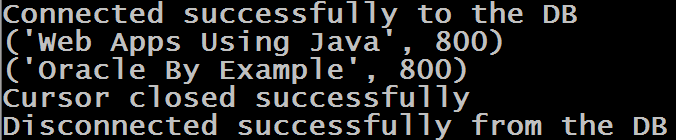 Connected successfully to the DB
('Web Apps Using Java', 800)
('Oracle By Example', 800)
Cursor closed successfully
Disconnected successfully from the DB